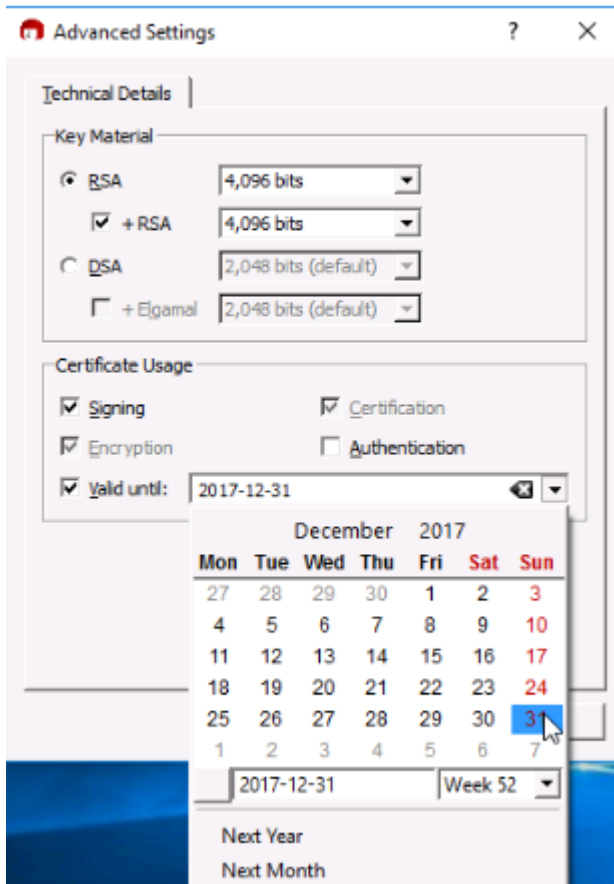 Advanced Settings ?
Technical Details
Key Material
RSA 4,096 bits
+ RSA 4,096 bits
DSA 2,048 bits (default)
+ Elgamal 2,048 bits (default)
Certificate Usage
Signing Certification
Encryption Authentication
Valid until: 2017-12-31
December 2017
Mon Tue Wed Thu Fri Sat Sun
27 28 29 30 1 2 3
4 5 6 7 8 9 10
11 12 13 14 15 16 17
18 19 20 21 22 23 24
25 26 27 28 29 30 31
1 2 3 4 5 6 7
2017-12-31 Week 52
Next Year
Next Month